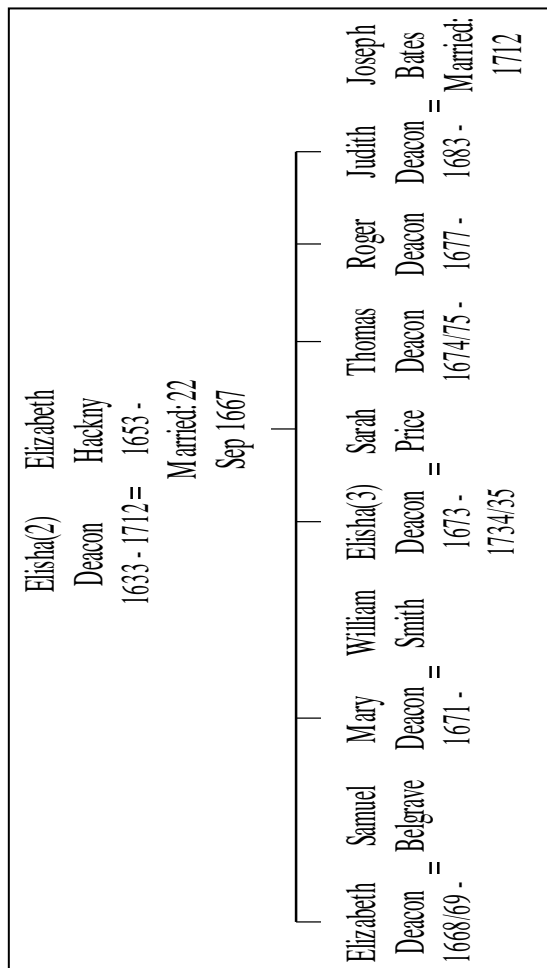 Elisha(2)
Deacon
1633 - 1712
=
Elizabeth
Hackny
1653 -
Married: 22
Sep 1667
Elizabeth
Deacon
1668/69 -
=
Samuel
Belgrave
Mary
Deacon
1671 -
=
William
Smith
Elisha(3)
Deacon
1673 -
1734/35
=
Sarah
Price
Thomas
Deacon
1674/75 -
Roger
Deacon
1677 -
Judith
Deacon
1683 -
=
Joseph
Bates
Married:
1712